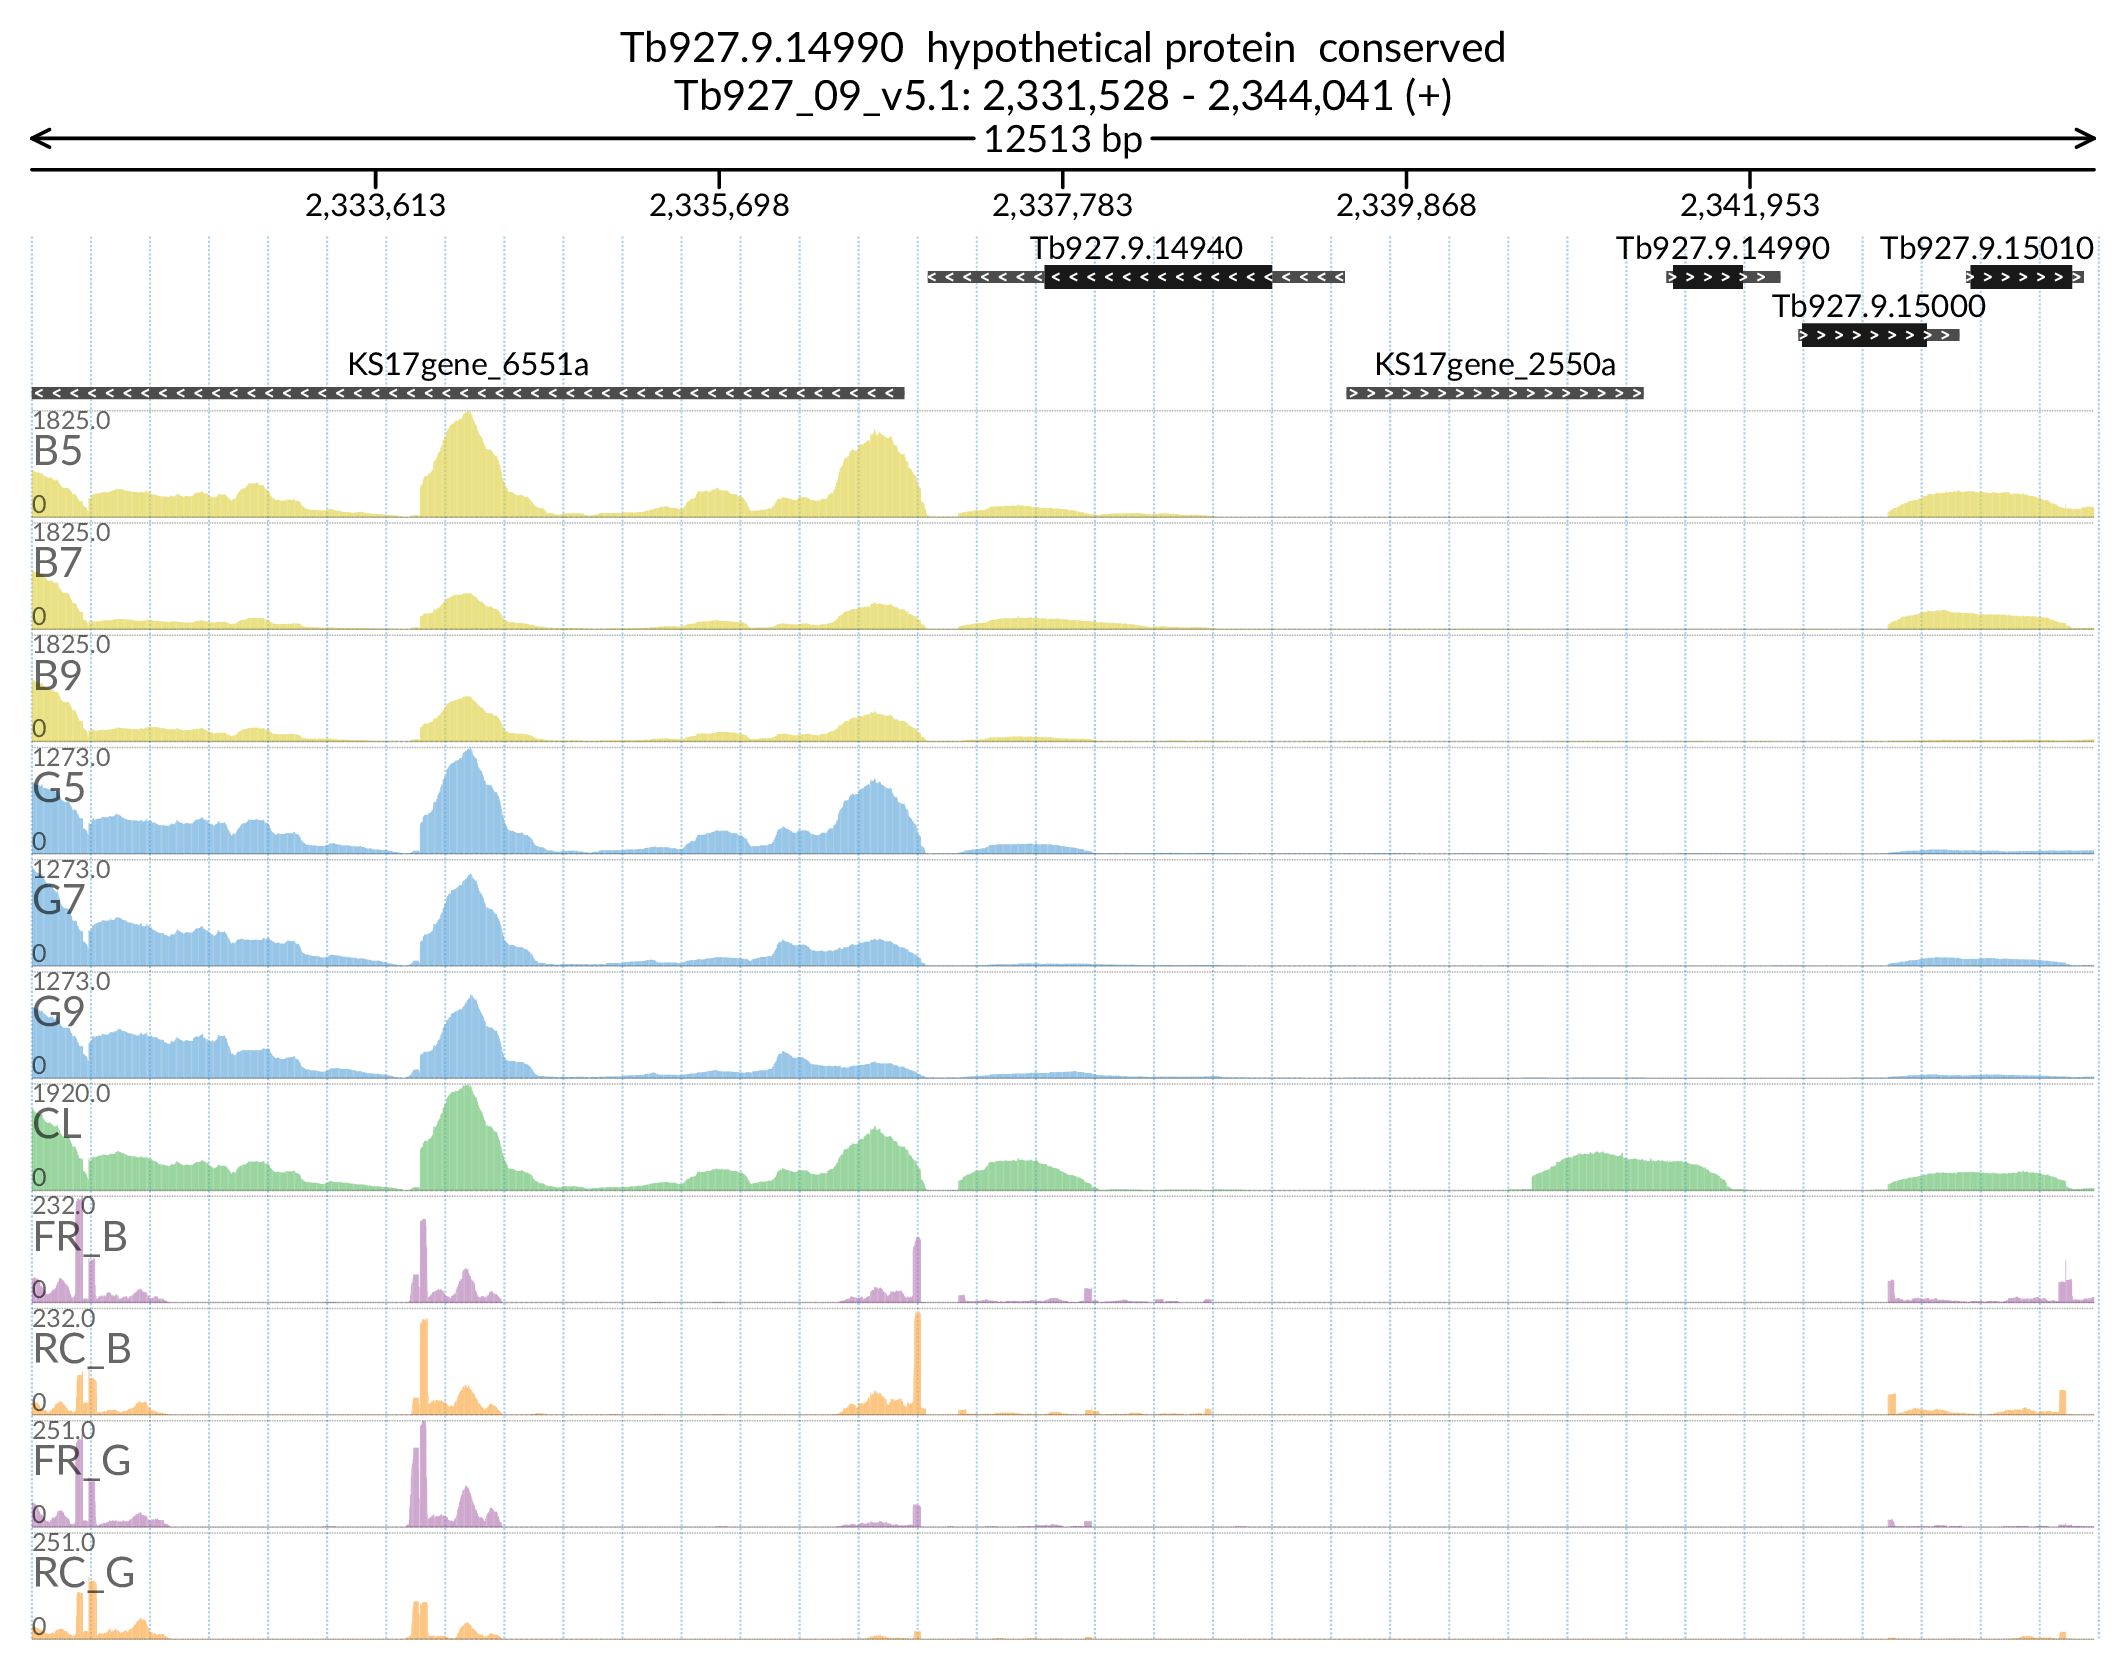 Tb927.9.14990 hypothetical protein conserved
Tb927_09_v5.1: 2,331,528 - 2,344,041 (+)
12513 bp
2,333,613 2,335,698 2,337,783 2,339,868 2,341,953
Tb927.9.14940 Tb927.9.14990 Tb927.9.15010
Tb927.9.15000
KS17gene_6551a KS17gene_2550a
1825.0
B5
0
1825.0
B7
0
1825.0
B9
0
1273.0
G5
0
1273.0
G7
0
1273.0
G9
0
1920.0
CL
0
232.0
FR_B
0
232.0
RC_B
0
251.0
FR_G
0
251.0
RC_G
0